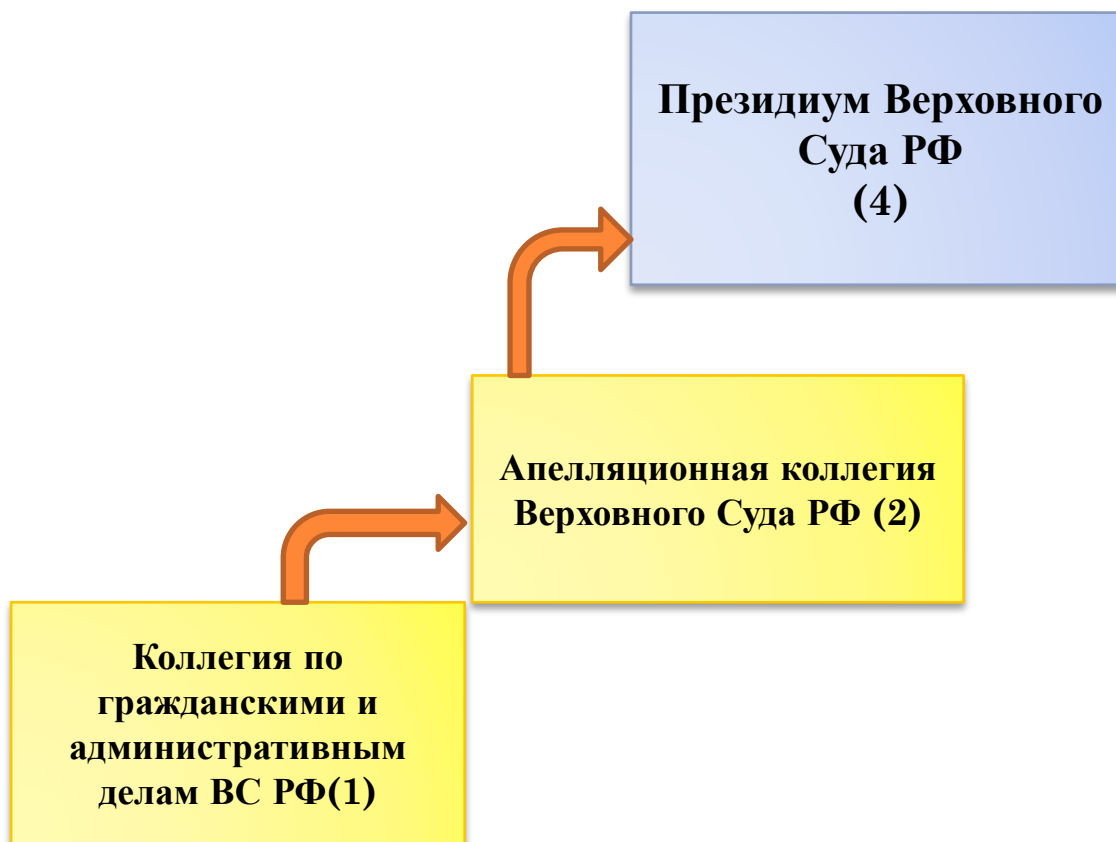 Президиум Верховного
Суда РФ
(4)
Апелляционная коллегия
Верховного Суда РФ (2)
Коллегия по
гражданскими и
административным
делам ВС РФ(1)